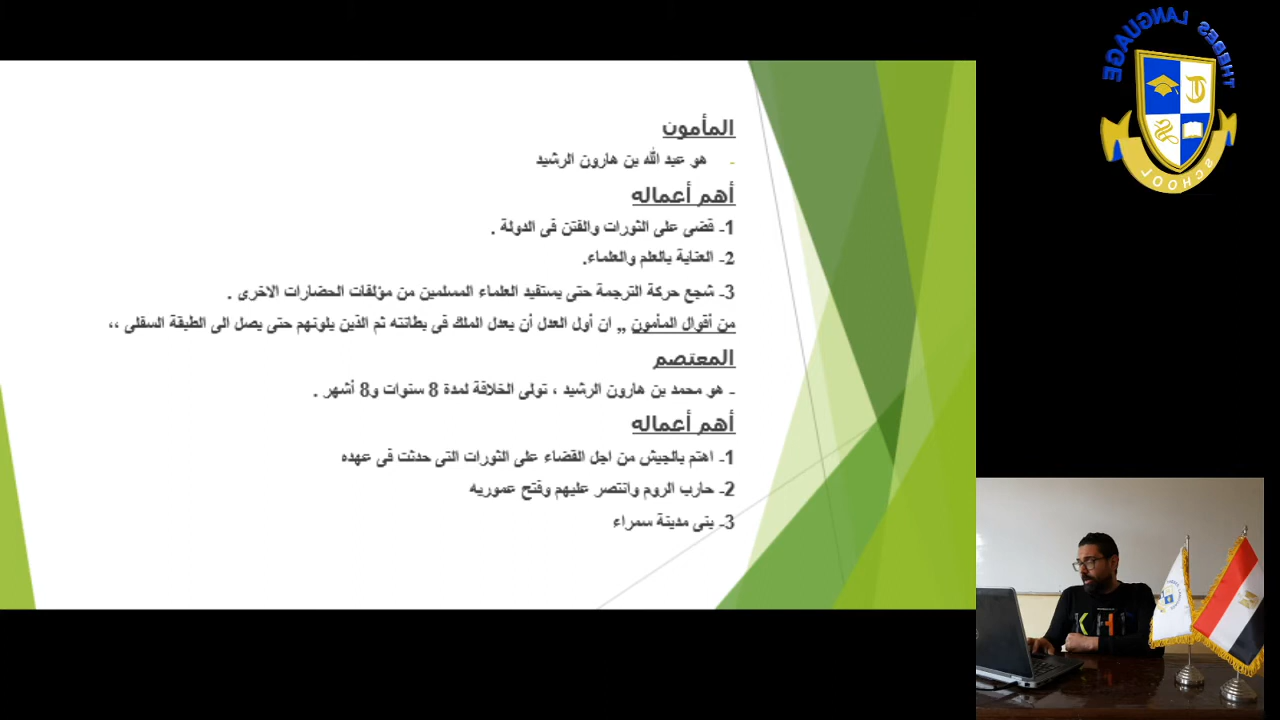 المأمون
- هو عبد الله بن هارون الرشيد
أهم أعماله
1- قضى على الثورات والفتن فى الدولة .
2- العناية بالعلم والعلماء.
3- شجع حركة الترجمة حتى يستفيد العلماء المسلمين من مؤلفات الحضارات الاخرى .
من أقوال المأمون ,, ان أول العدل أن يعدل الملك فى بطانته ثم الذين يلونهم حتى يصل الى الطبقة السفلى ،،
المعتصم
- هو محمد بن هارون الرشيد ، تولى الخلافة لمدة 8 سنوات و8 أشهر .
أهم أعماله
1- اهتم بالجيش من اجل القضاء على الثورات التى حدثت فى عهده
2- حارب الروم وانتصر عليهم وفتح عموريه
3- بنى مدينة سمراء
THEBES LANGUAGE
SCHOOL